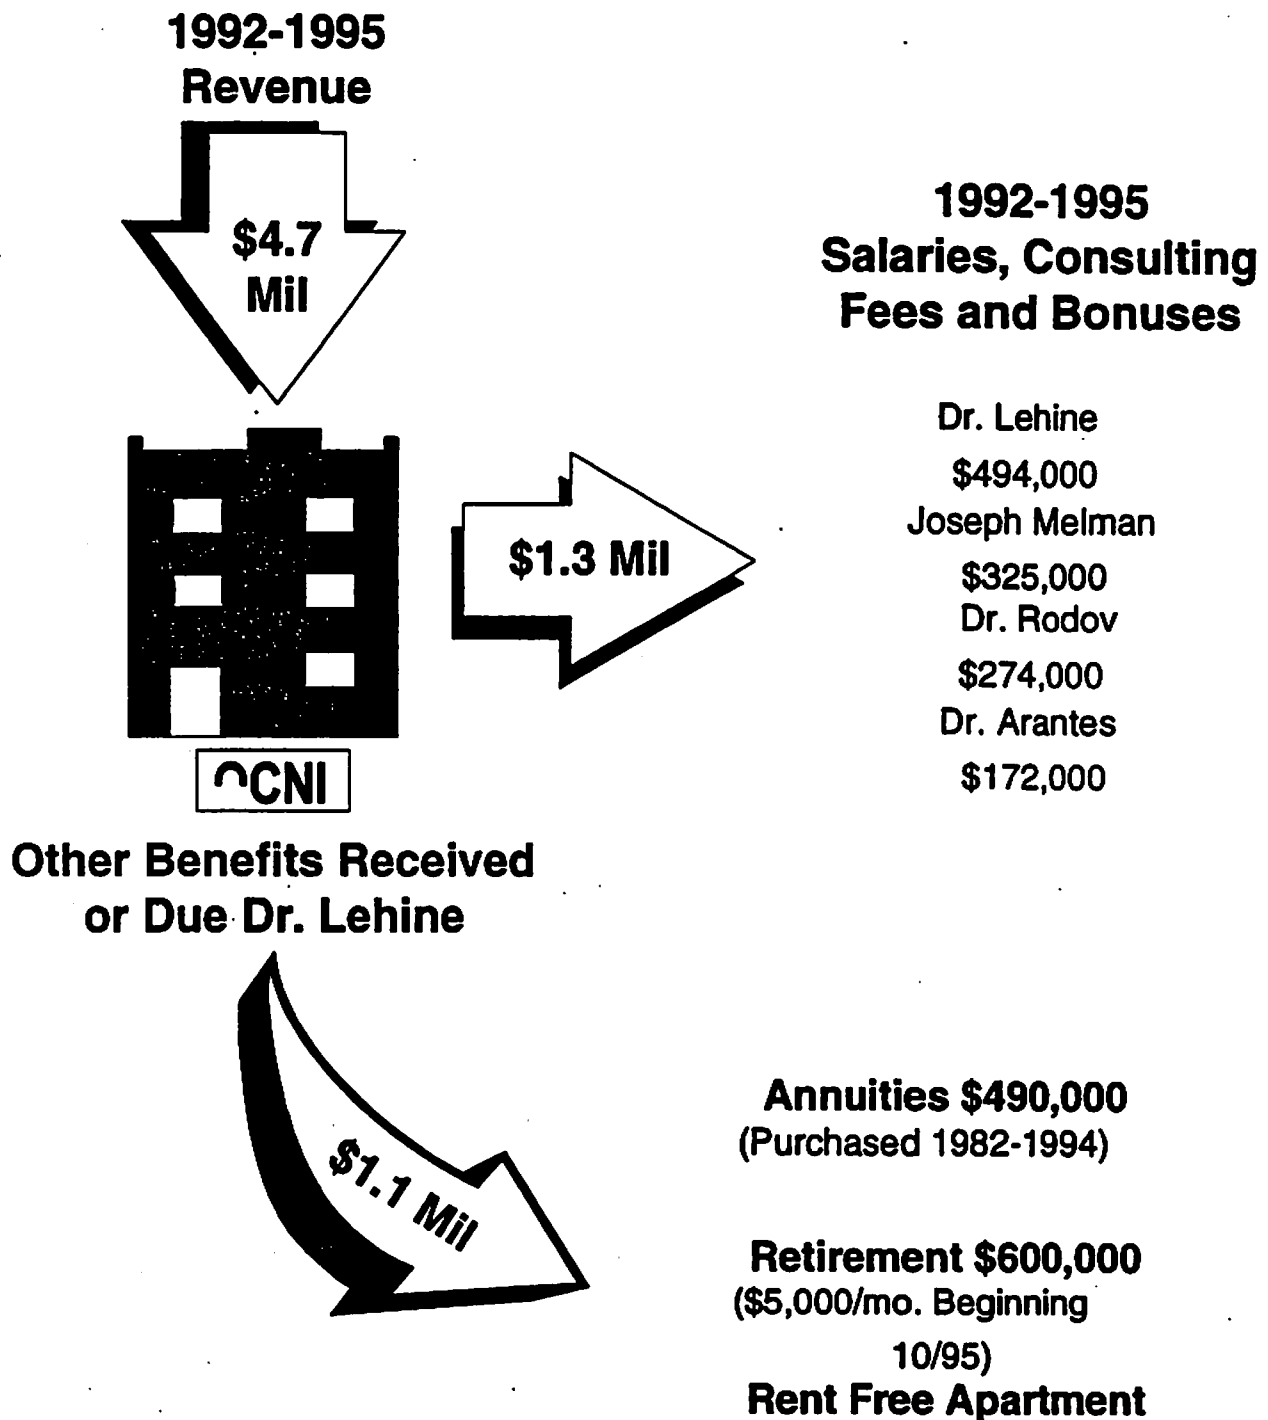 1992-1995
Revenue
$4.7
Mil
1992-1995
Salaries, Consulting
Fees and Bonuses
Dr. Lehine
$494,000
Joseph Melman
$325,000
Dr. Rodov
$274,000
Dr. Arantes
$172,000
$1.3 Mil
CNI
Other Benefits Received
or Due Dr. Lehine
$1.1 Mil
Annuities $490,000
(Purchased 1982-1994)
Retirement $600,000
($5,000/mo. Beginning
10/95)
Rent Free Apartment